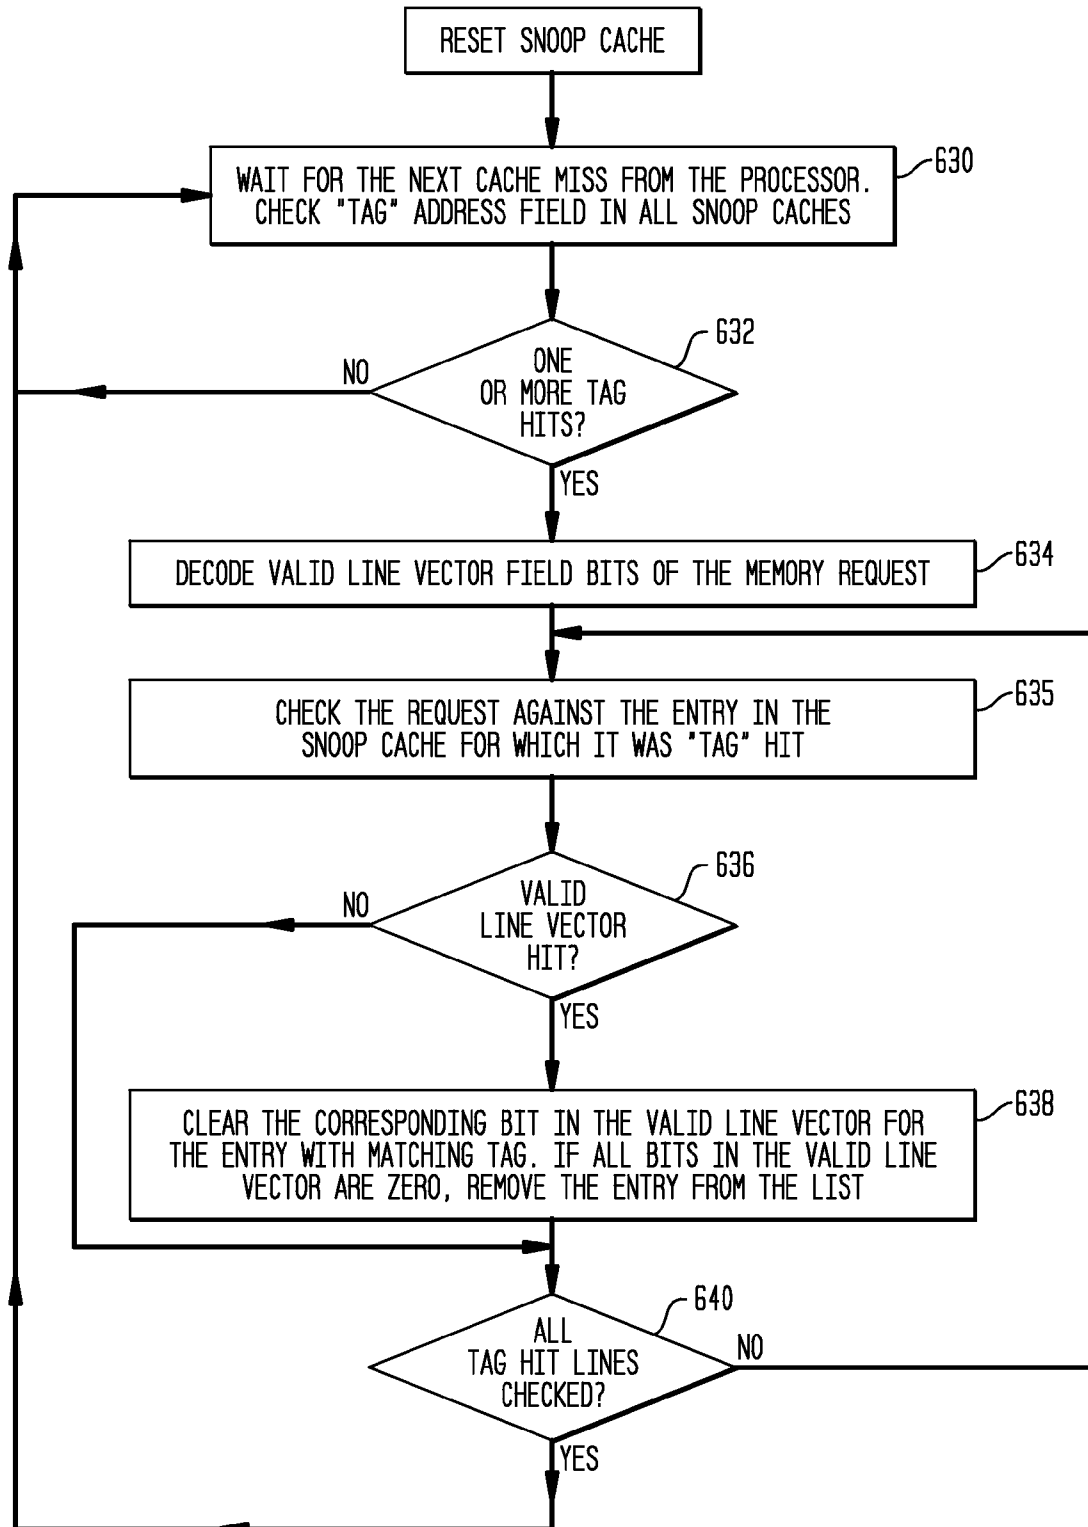 RESET SNOOP CACHE
630
WAIT FOR THE NEXT CACHE MISS FROM THE PROCESSOR.
CHECK "TAG" ADDRESS FIELD IN ALL SNOOP CACHES
632
ONE
OR MORE TAG
HITS?
NO
YES
634
DECODE VALID LINE VECTOR FIELD BITS OF THE MEMORY REQUEST
635
CHECK THE REQUEST AGAINST THE ENTRY IN THE
SNOOP CACHE FOR WHICH IT WAS "TAG" HIT
636
VALID
LINE VECTOR
HIT?
NO
YES
638
CLEAR THE CORRESPONDING BIT IN THE VALID LINE VECTOR FOR
THE ENTRY WITH MATCHING TAG. IF ALL BITS IN THE VALID LINE
VECTOR ARE ZERO, REMOVE THE ENTRY FROM THE LIST
640
ALL
TAG HIT LINES
CHECKED?
NO
YES